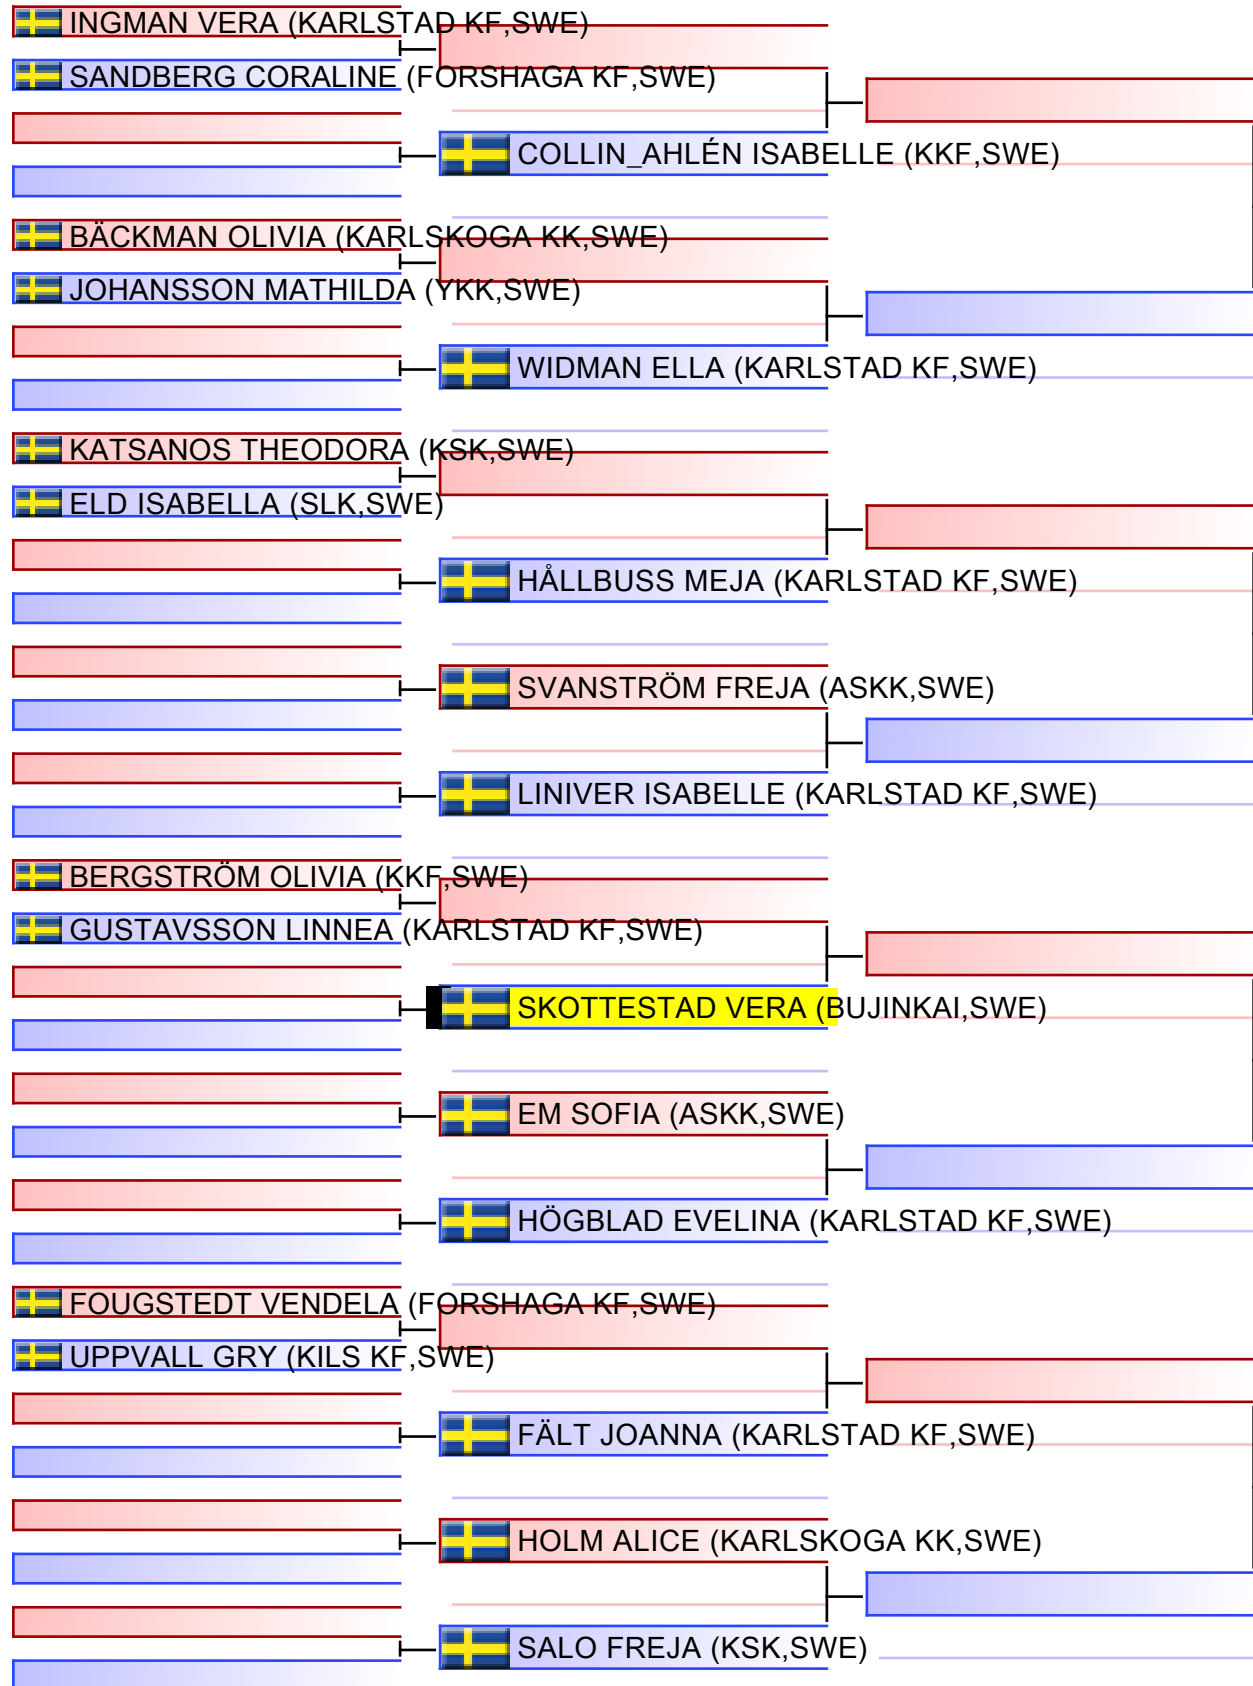 INGMAN VERA (KARLSTAD KF,SWE)
SANDBERG CORALINE (FORSHAGA KF,SWE)
COLLIN_AHLÉN ISABELLE (KKF,SWE)
BÄCKMAN OLIVIA (KARLSKOGA KK,SWE)
JOHANSSON MATHILDA (YKK,SWE)
WIDMAN ELLA (KARLSTAD KF,SWE)
KATSANOS THEODORA (KSK,SWE)
ELD ISABELLA (SLK,SWE)
HÅLLBUSS MEJA (KARLSTAD KF,SWE)
SVANSTRÖM FREJA (ASKK,SWE)
LINIVER ISABELLE (KARLSTAD KF,SWE)
BERGSTRÖM OLIVIA (KKF,SWE)
GUSTAVSSON LINNEA (KARLSTAD KF,SWE)
SKOTTESTAD VERA (BUJINKAI,SWE)
EM SOFIA (ASKK,SWE)
HÖGBLAD EVELINA (KARLSTAD KF,SWE)
FOUGSTEDT VENDELA (FORSHAGA KF,SWE)
UPPVALL GRY (KILS KF,SWE)
FÄLT JOANNA (KARLSTAD KF,SWE)
HOLM ALICE (KARLSKOGA KK,SWE)
SALO FREJA (KSK,SWE)